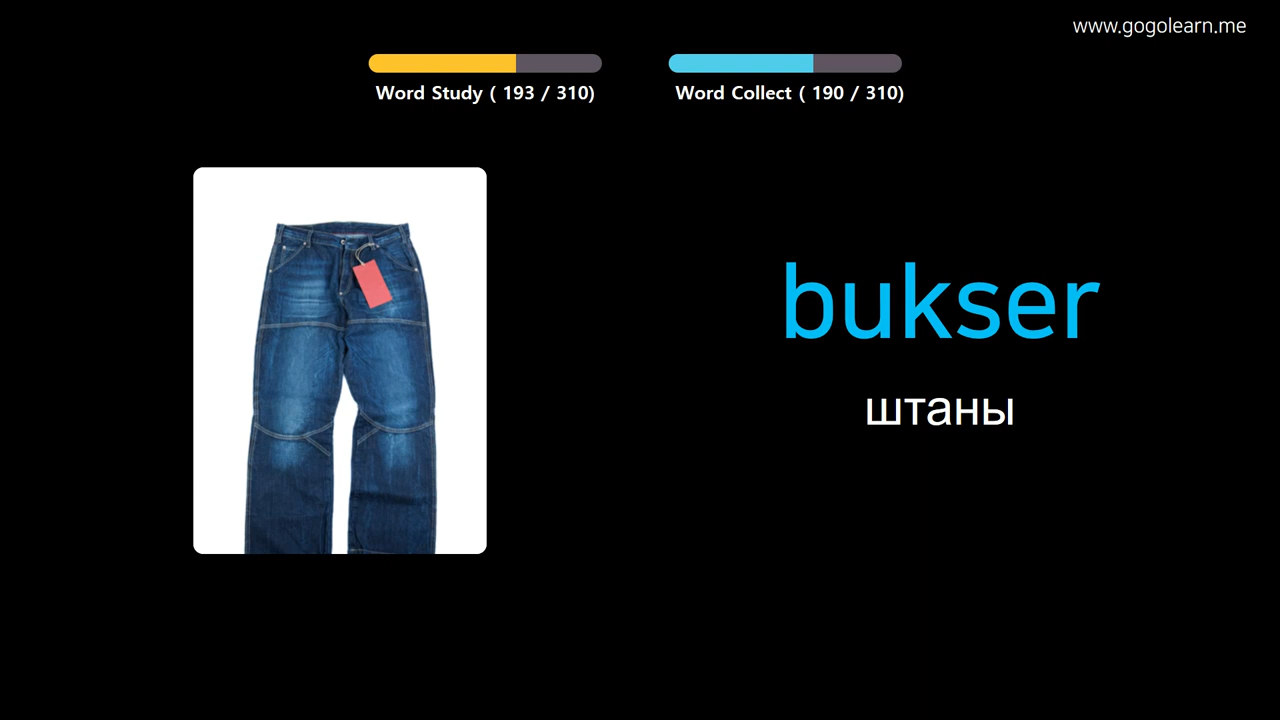 www.gogolearn.me
Word Study ( 193 / 310)
Word Collect ( 190 / 310)
bukser
штаны